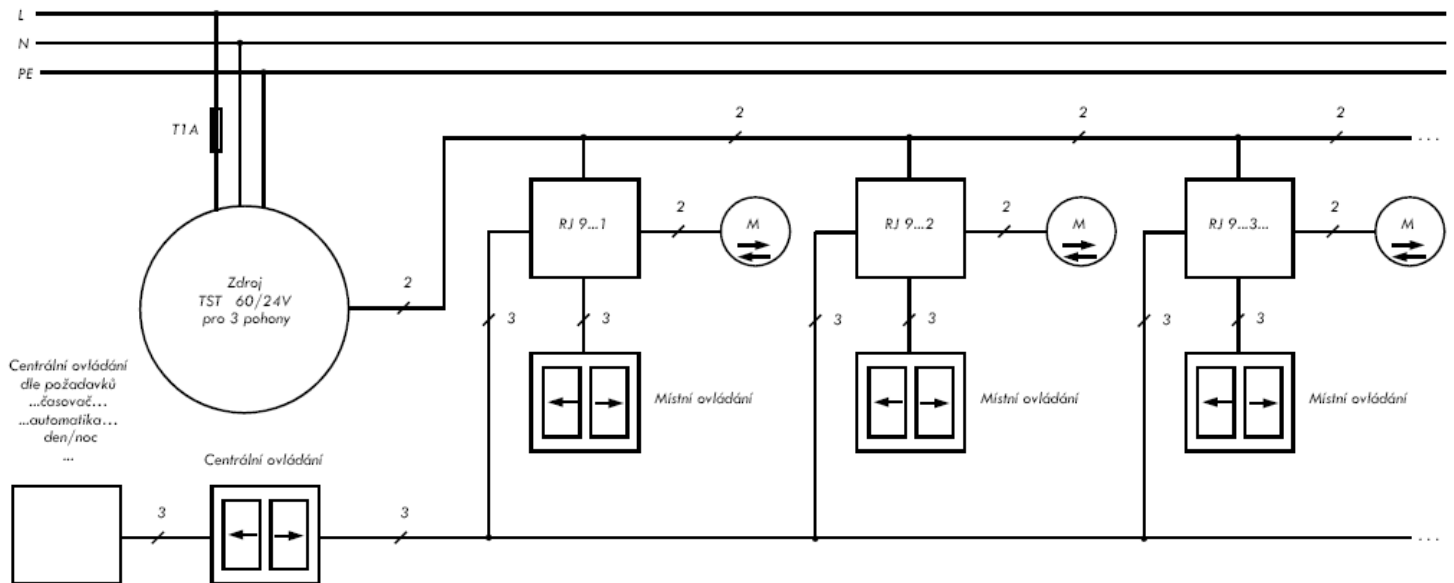 L
N
PE
T1A
2
2
2
RJ 9...1
2
M
RJ 9...2
2
M
RJ 9...3...
2
M
Zdroj
TST 60/24V
pro 3 pohony
2
3
3
3
3
3
3
Centrální ovládání
dle požadavků
...časovač...
...automatika...
den/noc
...
Místní ovládání
Místní ovládání
Místní ovládání
Centrální ovládání
3
3
...
...